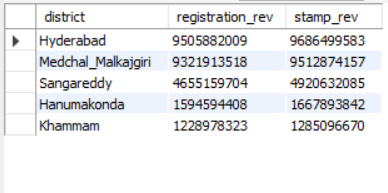 district registration_rev stamp_rev
Hyderabad 9505882009 9686499583
Medchal_Malkajgiri 9321913518 9512874157
Sangareddy 4655159704 4920632085
Hanumakonda 1594594408 1667893842
Khammam 1228978323 1285096670